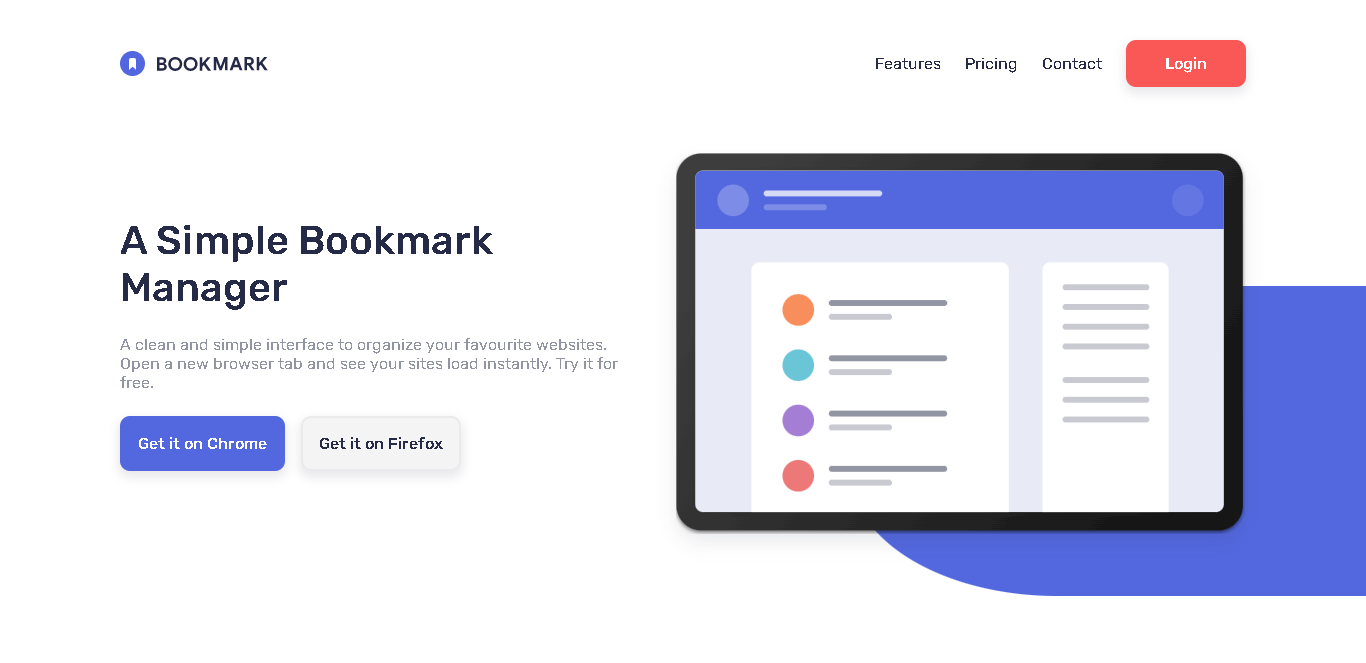 BOOKMARK
Features Pricing Contact Login
A Simple Bookmark
Manager
A clean and simple interface to organize your favourite websites.
Open a new browser tab and see your sites load instantly. Try it for
free.
Get it on Chrome Get it on Firefox